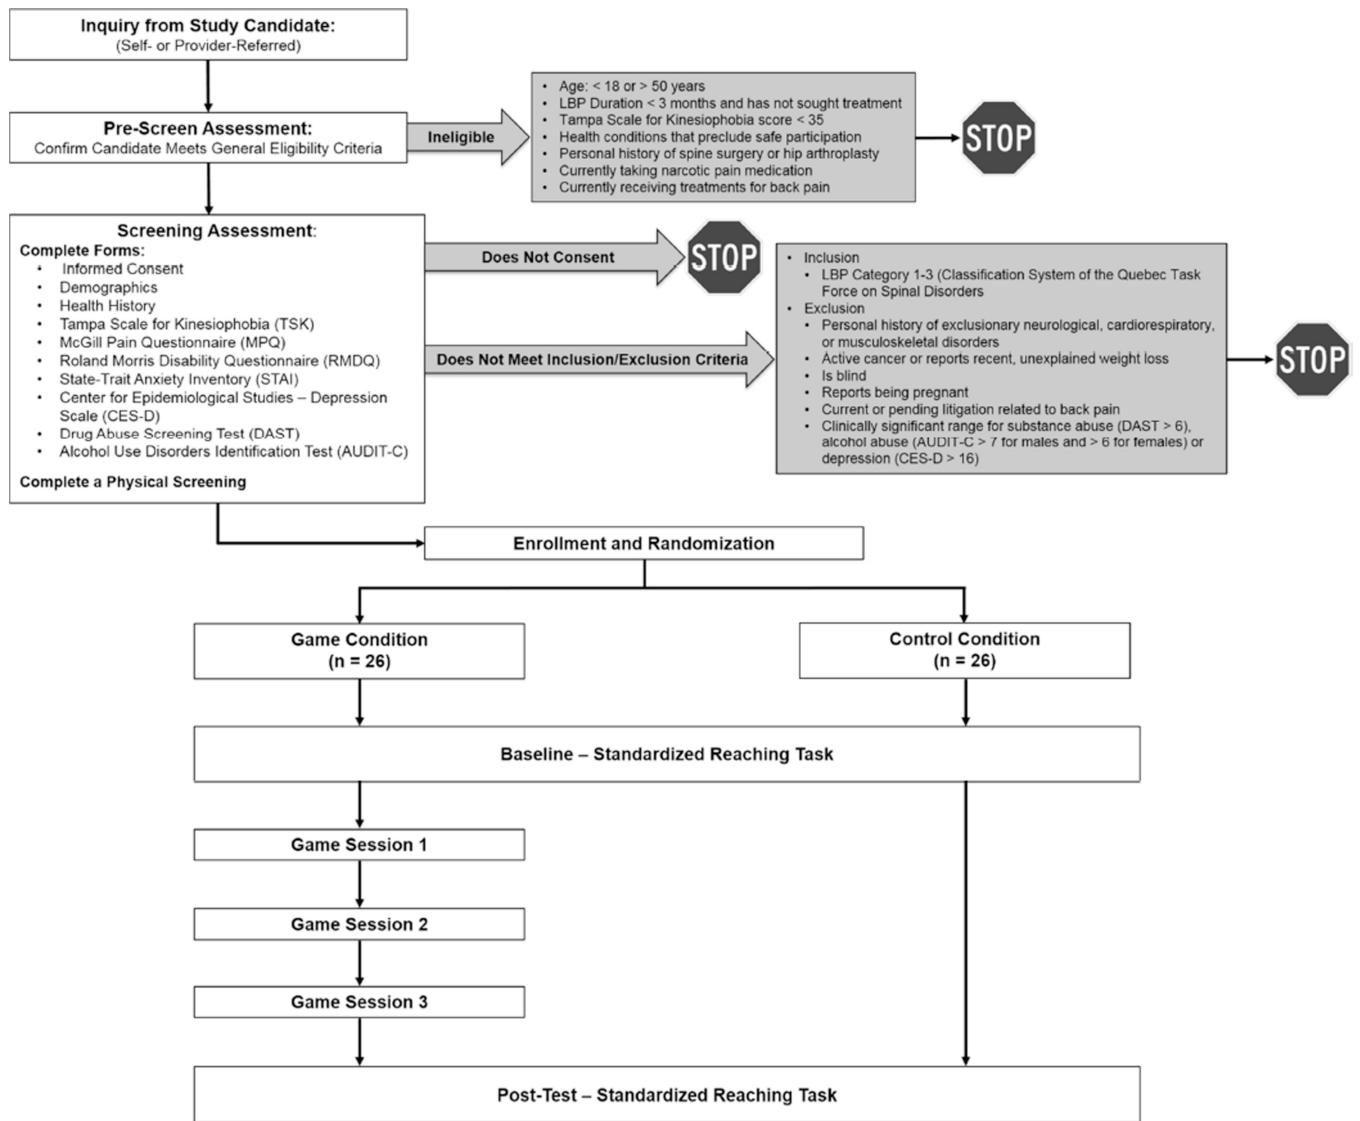 Inquiry from Study Candidate:
(Self- or Provider-Referred)
Pre-Screen Assessment:
Confirm Candidate Meets General Eligibility Criteria
Ineligible
• Age: < 18 or > 50 years
• LBP Duration < 3 months and has not sought treatment
• Tampa Scale for Kinesiophobia score < 35
• Health conditions that preclude safe participation
• Personal history of spine surgery or hip arthroplasty
• Currently taking narcotic pain medication
• Currently receiving treatments for back pain
STOP
Screening Assessment:
Complete Forms:
• Informed Consent
• Demographics
• Health History
• Tampa Scale for Kinesiophobia (TSK)
• McGill Pain Questionnaire (MPQ)
• Roland Morris Disability Questionnaire (RMDQ)
• State-Trait Anxiety Inventory (STAI)
• Center for Epidemiological Studies – Depression
Scale (CES-D)
• Drug Abuse Screening Test (DAST)
• Alcohol Use Disorders Identification Test (AUDIT-C)
Complete a Physical Screening
Does Not Consent
STOP
Does Not Meet Inclusion/Exclusion Criteria
• Inclusion
• LBP Category 1-3 (Classification System of the Quebec Task
Force on Spinal Disorders
• Exclusion
• Personal history of exclusionary neurological, cardiorespiratory,
or musculoskeletal disorders
• Active cancer or reports recent, unexplained weight loss
• Is blind
• Reports being pregnant
• Current or pending litigation related to back pain
• Clinically significant range for substance abuse (DAST > 6),
alcohol abuse (AUDIT-C > 7 for males and > 6 for females) or
depression (CES-D > 16)
STOP
Enrollment and Randomization
Game Condition
(n = 26)
Control Condition
(n = 26)
Baseline – Standardized Reaching Task
Game Session 1
Game Session 2
Game Session 3
Post-Test – Standardized Reaching Task